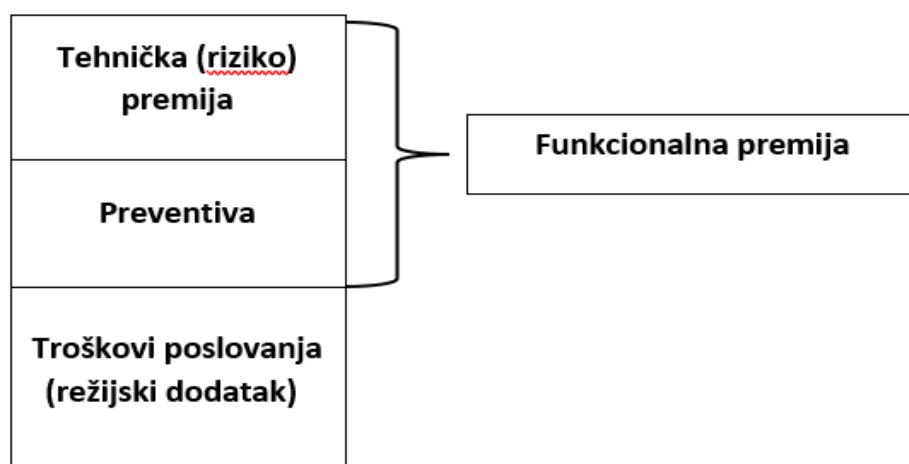 Tehnička (riziko)
premija
Funkcionalna premija
Preventiva
Troškovi poslovanja
(režijski dodatak)